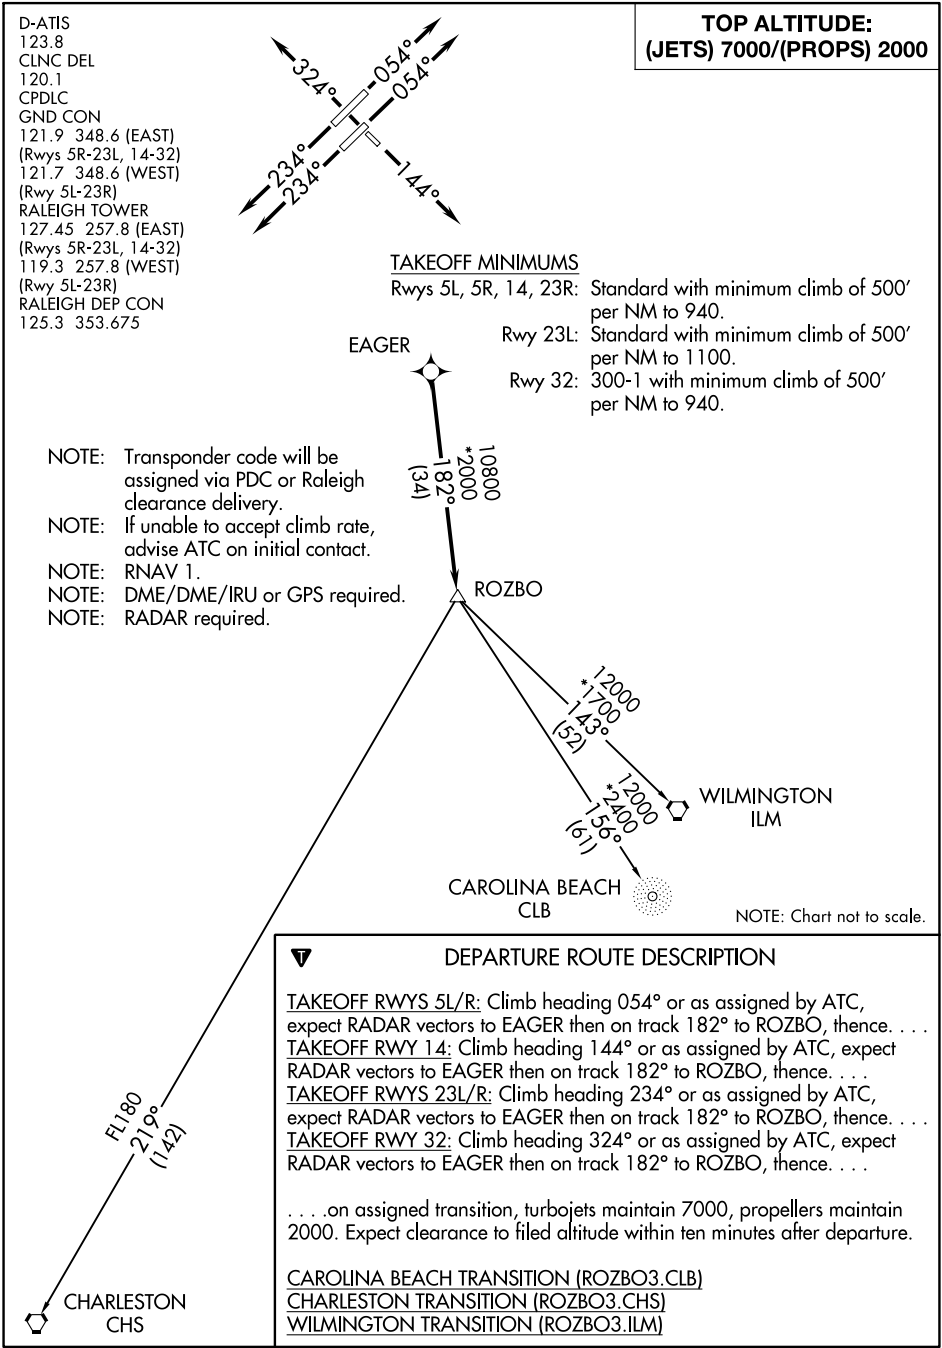 D-ATIS
123.8
CLNC DEL
120.1
CPDLC
GND CON
121.9 348.6 (EAST)
(Rwys 5R-23L, 14-32)
121.7 348.6 (WEST)
(Rwy 5L-23R)
RALEIGH TOWER
127.45 257.8 (EAST)
(Rwys 5R-23L, 14-32)
119.3 257.8 (WEST)
(Rwy 5L-23R)
RALEIGH DEP CON
125.3 353.675
TOP ALTITUDE:
(JETS) 7000/(PROPS) 2000
324°
054°
054°
234°
234°
144°
TAKEOFF MINIMUMS
Rwys 5L, 5R, 14, 23R: Standard with minimum climb of 500′
per NM to 940.
Rwy 23L: Standard with minimum climb of 500′
per NM to 1100.
Rwy 32: 300-1 with minimum climb of 500′
per NM to 940.
EAGER
10800
*2000
182°
(34)
NOTE: Transponder code will be
assigned via PDC or Raleigh
clearance delivery.
NOTE: If unable to accept climb rate,
advise ATC on initial contact.
NOTE: RNAV 1.
NOTE: DME/DME/IRU or GPS required.
NOTE: RADAR required.
ROZBO
12000
*1700
143°
(52)
12000
*2400
156°
(61)
WILMINGTON
ILM
CAROLINA BEACH
CLB
NOTE: Chart not to scale.
FL180
219°
(142)
CHARLESTON
CHS
T
DEPARTURE ROUTE DESCRIPTION
TAKEOFF RWYS 5L/R: Climb heading 054° or as assigned by ATC,
expect RADAR vectors to EAGER then on track 182° to ROZBO, thence. . . .
TAKEOFF RWY 14: Climb heading 144° or as assigned by ATC, expect
RADAR vectors to EAGER then on track 182° to ROZBO, thence. . . .
TAKEOFF RWYS 23L/R: Climb heading 234° or as assigned by ATC,
expect RADAR vectors to EAGER then on track 182° to ROZBO, thence. . . .
TAKEOFF RWY 32: Climb heading 324° or as assigned by ATC, expect
RADAR vectors to EAGER then on track 182° to ROZBO, thence. . . .
. . . .on assigned transition, turbojets maintain 7000, propellers maintain
2000. Expect clearance to filed altitude within ten minutes after departure.
CAROLINA BEACH TRANSITION (ROZBO3.CLB)
CHARLESTON TRANSITION (ROZBO3.CHS)
WILMINGTON TRANSITION (ROZBO3.ILM)